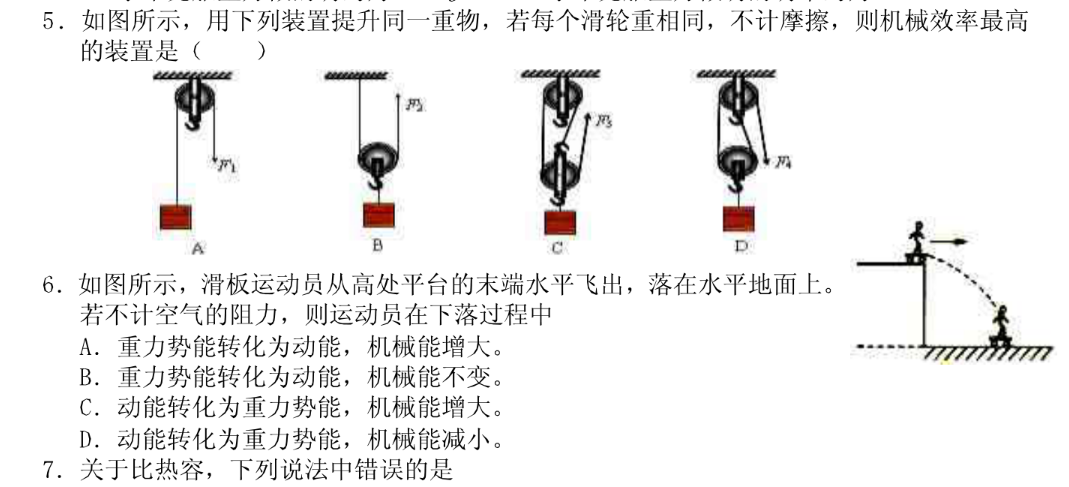 5. 如图所示，用下列装置提升同一重物，若每个滑轮重相同，不计摩擦，则机械效率最高
的装置是（　　）
F₁
F₂
F₃
F₄
A
B
C
D
6. 如图所示，滑板运动员从高处平台的末端水平飞出，落在水平地面上。
若不计空气的阻力，则运动员在下落过程中
A. 重力势能转化为动能，机械能增大。
B. 重力势能转化为动能，机械能不变。
C. 动能转化为重力势能，机械能增大。
D. 动能转化为重力势能，机械能减小。
7. 关于比热容，下列说法中错误的是